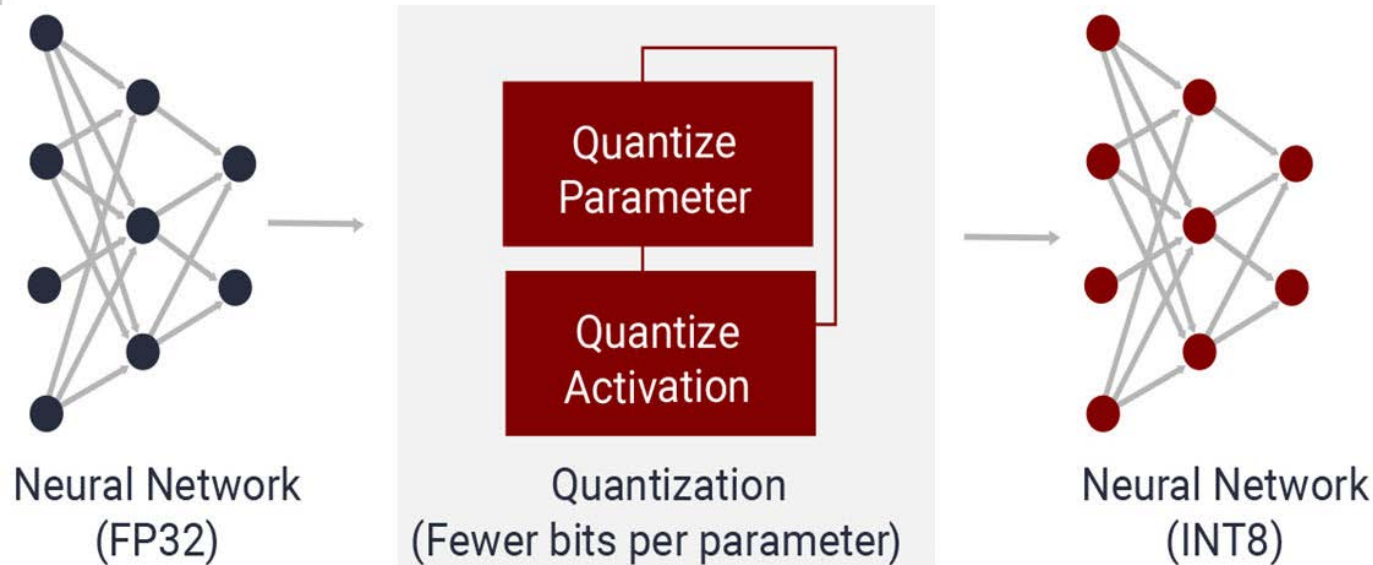 Quantize
Parameter
Quantize
Activation
Neural Network
(FP32)
Quantization
(Fewer bits per parameter)
Neural Network
(INT8)